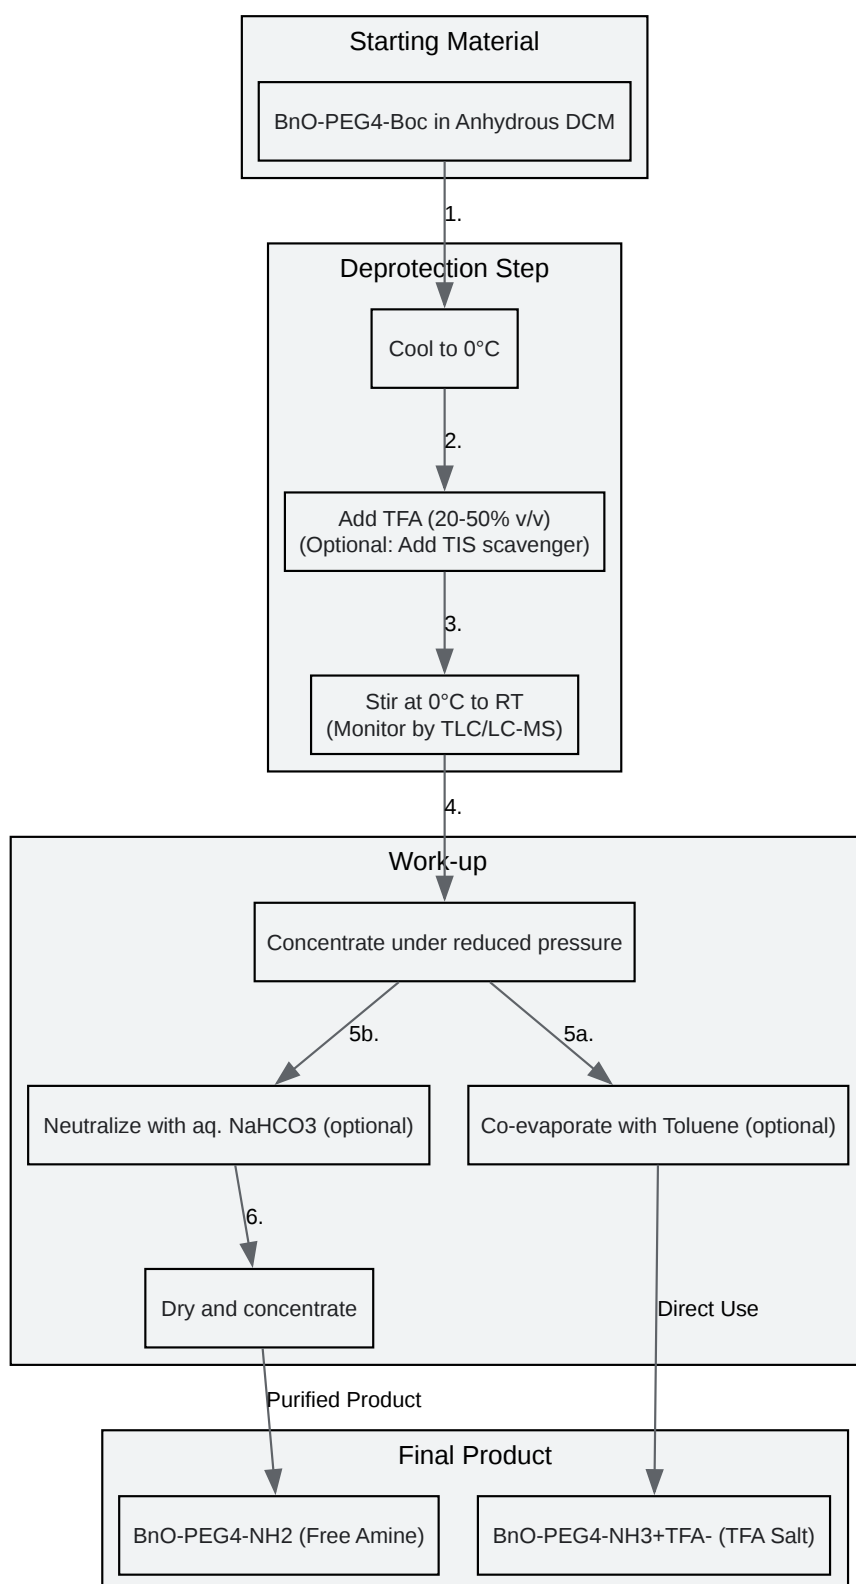 Starting Material
BnO-PEG4-Boc in Anhydrous DCM
1.
Deprotection Step
Cool to 0°C
2.
Add TFA (20-50% v/v)
(Optional: Add TIS scavenger)
3.
Stir at 0°C to RT
(Monitor by TLC/LC-MS)
4.
Work-up
Concentrate under reduced pressure
5b.
5a.
Neutralize with aq. NaHCO3 (optional)
Co-evaporate with Toluene (optional)
6.
Dry and concentrate
Direct Use
Purified Product
Final Product
BnO-PEG4-NH2 (Free Amine)
BnO-PEG4-NH3+TFA- (TFA Salt)